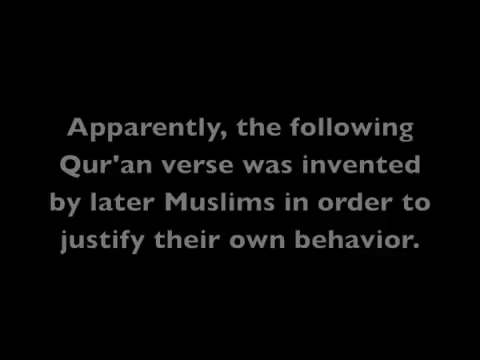 Apparently, the following
Qur'an verse was invented
by later Muslims in order to
justify their own behavior.